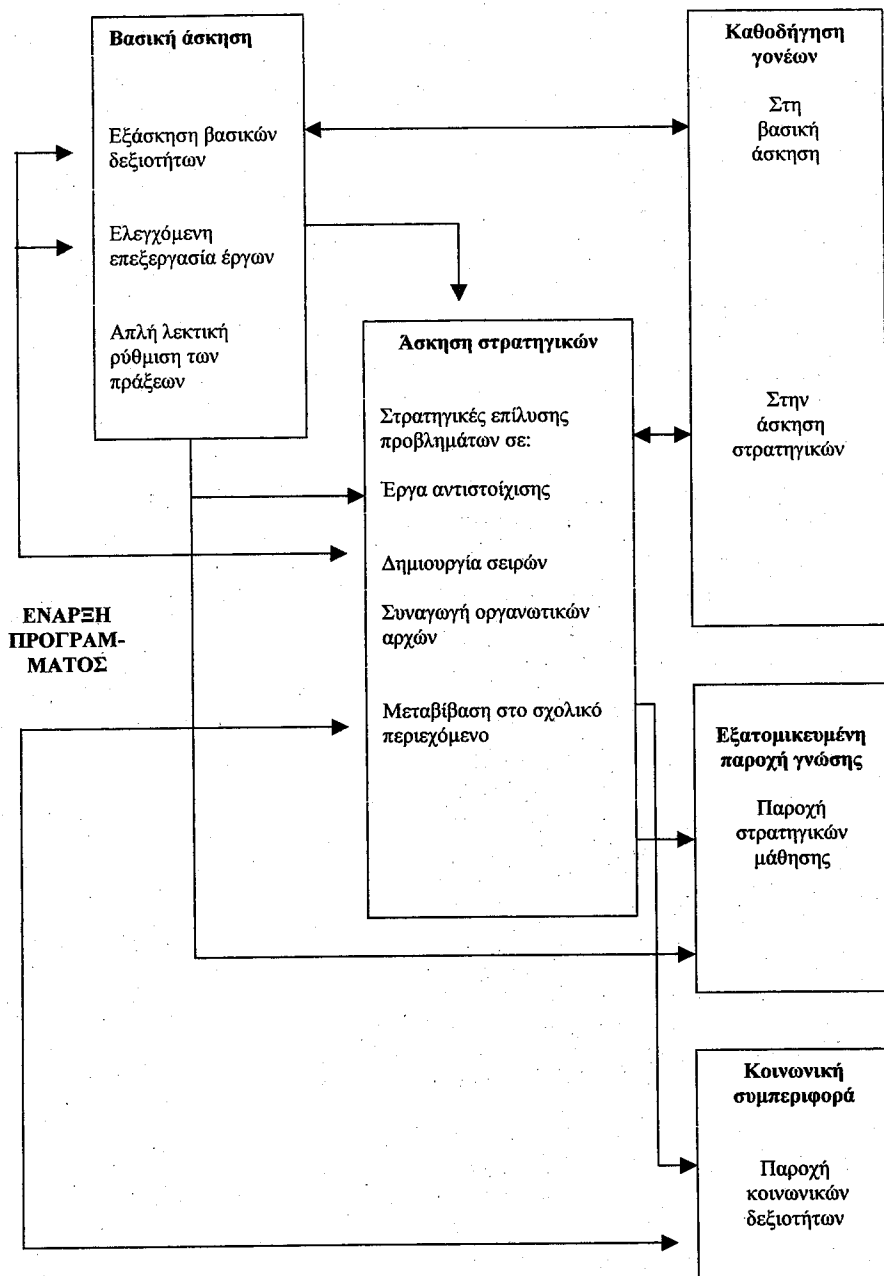 Βασική άσκηση
Εξάσκηση βασικών
δεξιοτήτων
Ελεγχόμενη
επεξεργασία έργων
Απλή λεκτική
ρύθμιση των
πράξεων
Καθοδήγηση
γονέων
Στη
βασική
άσκηση
Στην
άσκηση
στρατηγικών
Άσκηση στρατηγικών
Στρατηγικές επίλυσης
προβλημάτων σε:
Έργα αντιστοίχισης
Δημιουργία σειρών
Συναγωγή οργανωτικών
αρχών
Μεταβίβαση στο σχολικό
περιεχόμενο
ΕΝΑΡΞΗ
ΠΡΟΓΡΑΜ-
ΜΑΤΟΣ
Εξατομικευμένη
παροχή γνώσης
Παροχή
στρατηγικών
μάθησης
Κοινωνική
συμπεριφορά
Παροχή
κοινωνικών
δεξιοτήτων